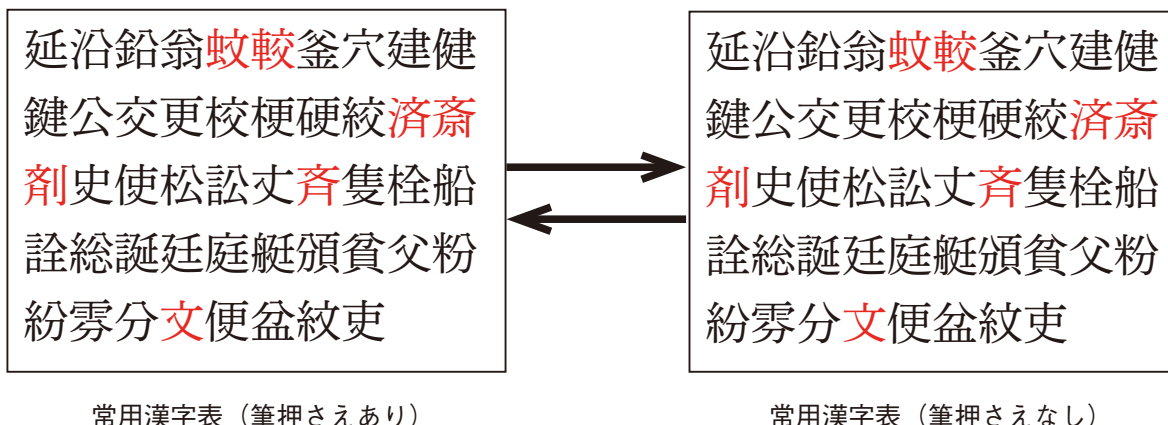 延沿鉛翁蚊較釜穴建健
鍵公交更校梗硬絞済斎
剤史使松訟丈斉隻栓船
詮総誕廷庭艇頒貧父粉
紛雰分文便盆紋吏
常用漢字表（筆押さえあり）
延沿鉛翁蚊較釜穴建健
鍵公交更校梗硬絞済斎
剤史使松訟丈斉隻栓船
詮総誕廷庭艇頒貧父粉
紛雰分文便盆紋吏
常用漢字表（筆押さえなし）